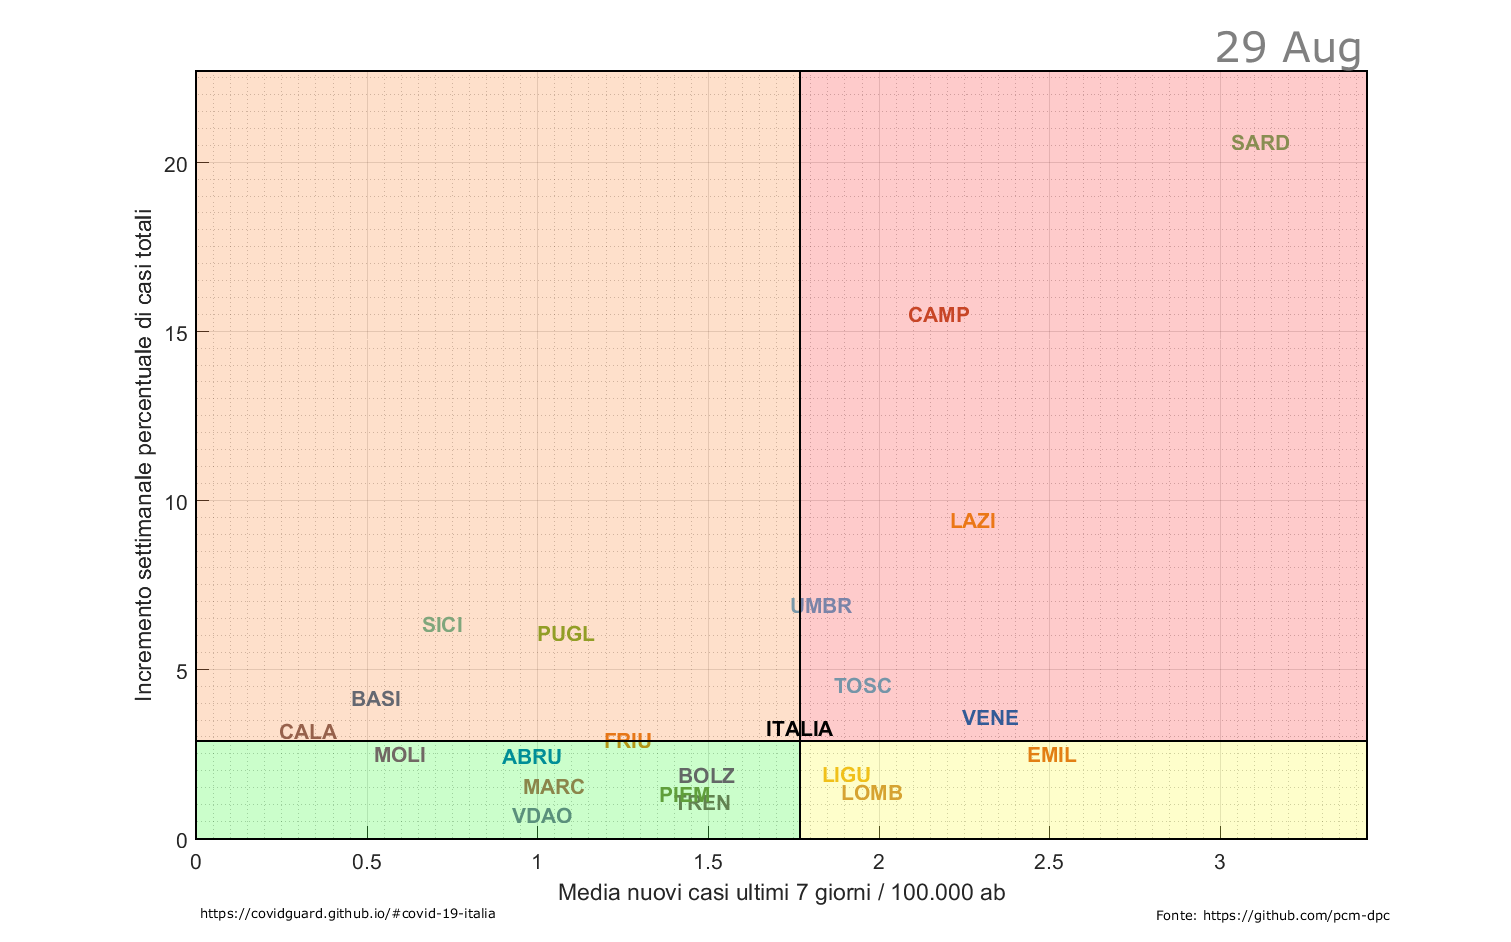 29 Aug
Incremento settimanale percentuale di casi totali
20
15
10
5
0
SARD
CAMP
LAZI
UMBR
SICI
PUGL
TOSC
BASI
VENE
ITALIA
CALA
FRIU
MOLI
ABRU
EMIL
BOLZ
LIGU
MARC
PIEM
LOMB
TREN
VDAO
0
0.5
1
1.5
2
2.5
3
Media nuovi casi ultimi 7 giorni / 100.000 ab
https://covidguard.github.io/#covid-19-italia
Fonte: https://github.com/pcm-dpc